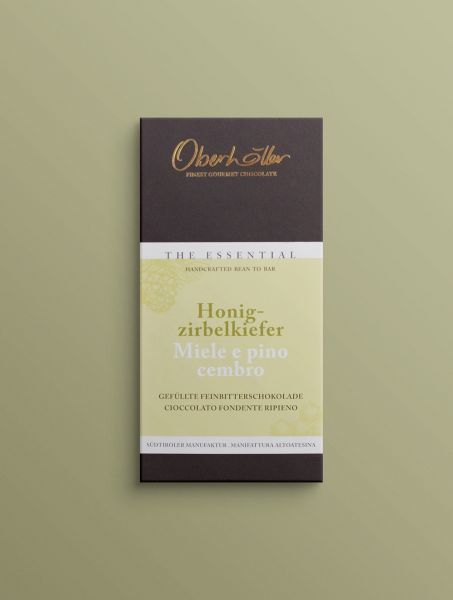 Oberhöller
FINEST GOURMET CHOCOLATE
THE ESSENTIAL
HANDCRAFTED BEAN TO BAR
Honig-
zirbelkiefer
Miele e pino
cembro
GEFÜLLTE FEINBITTERSCHOKOLADE
CIOCCOLATO FONDENTE RIPIENO
SÜDTIROLER MANUFAKTUR . MANIFATTURA ALTOATESINA